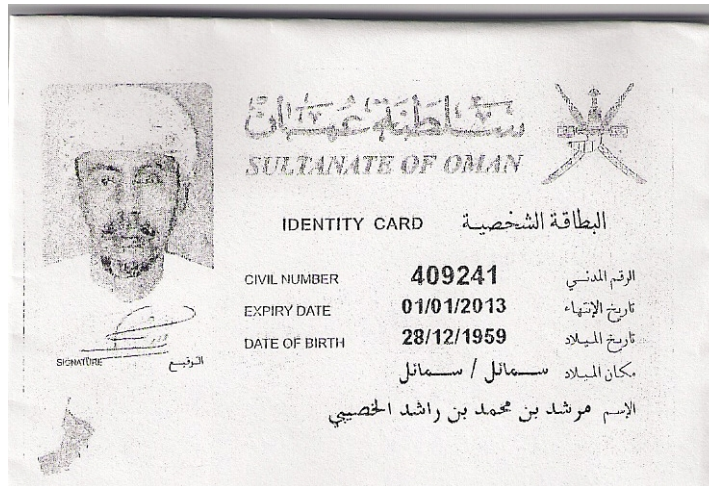 سلطنة عمان
SULTANATE OF OMAN
IDENTITY CARD البطاقة الشخصية
CIVIL NUMBER 409241 الرقم المدني
EXPIRY DATE 01/01/2013 تاريخ الإنتهاء
DATE OF BIRTH 28/12/1959 تاريخ الميلاد
مكان الميلاد سمائل / سمائل
الإسم مرشد بن محمد بن راشد الخصيبي
SIGNATURE التوقيع